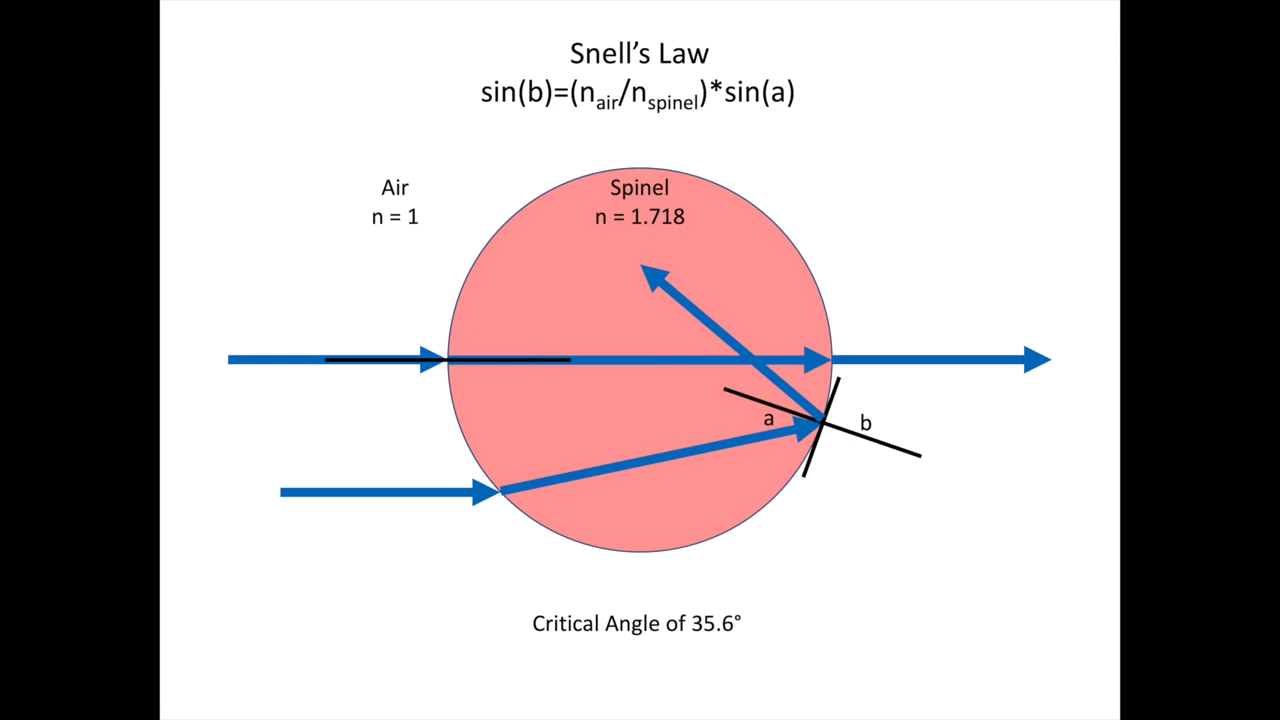 Snell’s Law
sin(b)=(nair/nspinel)*sin(a)
Air
n = 1
Spinel
n = 1.718
a
b
Critical Angle of 35.6°